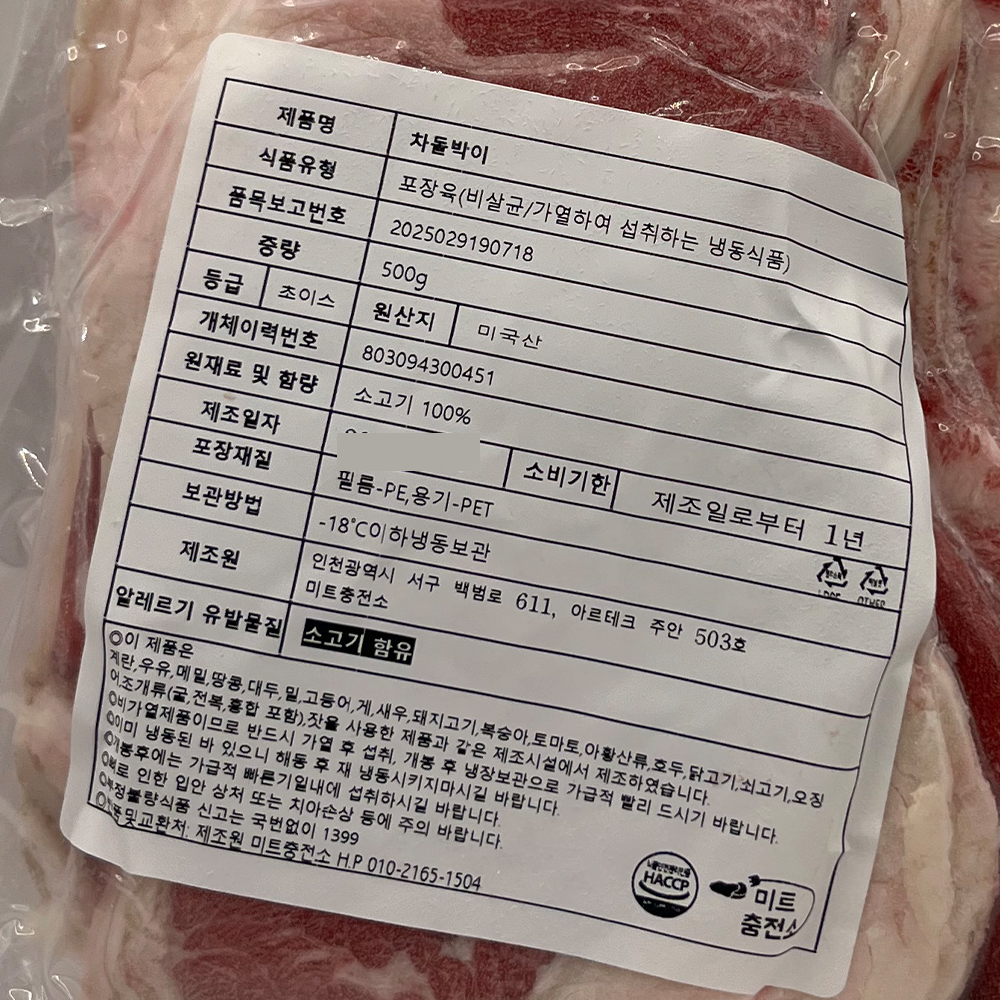 제품명 차돌박이
식품유형 포장육(비살균/가열하여 섭취하는 냉동식품)
품목보고번호 2025029190718
중량 500g
등급 초이스 원산지 미국산
개체이력번호 803094300451
원재료 및 함량 소고기 100%
제조일자 소비기한 제조일로부터 1년
포장재질 필름-PE,용기-PET
보관방법 -18℃이하냉동보관
제조원 인천광역시 서구 백범로 611, 아르테크 주안 503호
미트충전소
알레르기 유발물질 소고기 함유
◎이 제품은
계란,우유,메밀,땅콩,대두,밀,고등어,게,새우,돼지고기,복숭아,토마토,아황산류,호두,닭고기,쇠고기,오징
어,조개류(굴,전복,홍합 포함),잣을 사용한 제품과 같은 제조시설에서 제조하였습니다.
◎비가열제품이므로 반드시 가열 후 섭취, 개봉 후 냉장보관으로 가급적 빨리 드시기 바랍니다.
◎이미 냉동된 바 있으니 해동 후 재 냉동시키지마시길 바랍니다.
◎개봉후에는 가급적 빠른기일내에 섭취하시길 바랍니다.
◎뼈로 인한 입안 상처 또는 치아손상 등에 주의 바랍니다.
◎부정불량식품 신고는 국번없이 1399
◎반품및교환처: 제조원 미트충전소 H.P 010-2165-1504
HACCP
미트
충전소